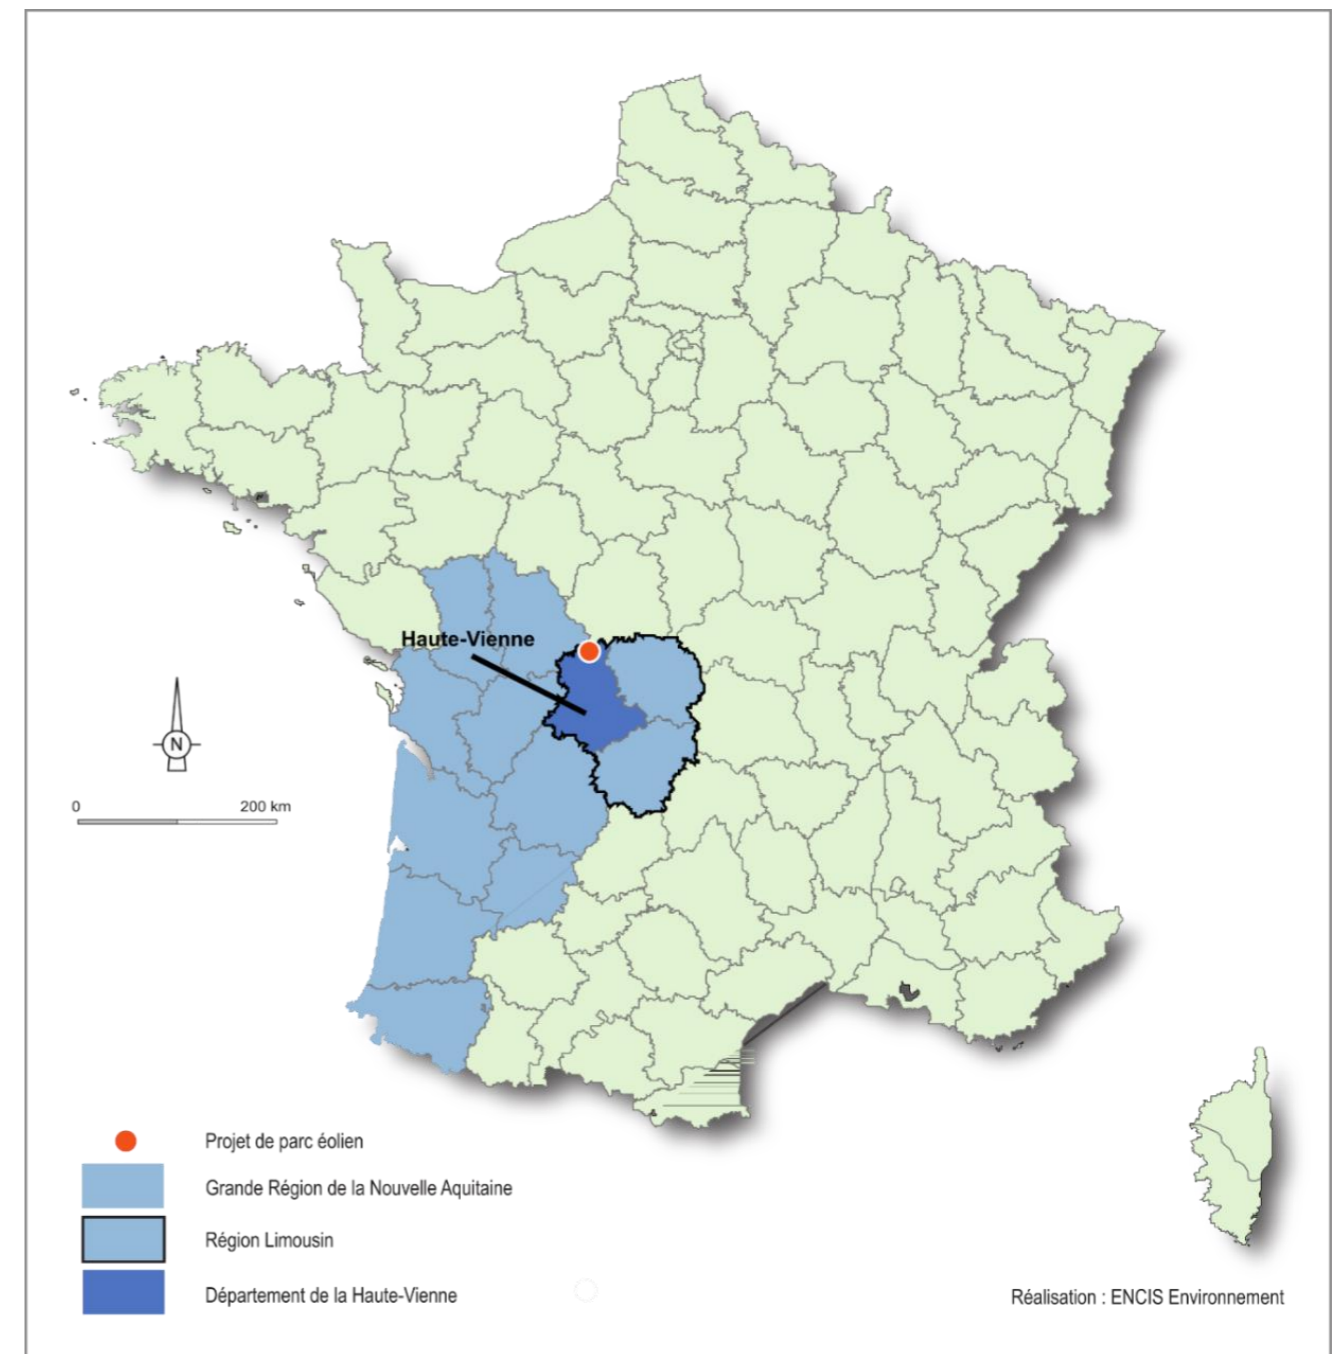 Haute-Vienne
N
0 200 km
Projet de parc éolien
Grande Région de la Nouvelle Aquitaine
Région Limousin
Département de la Haute-Vienne
Réalisation : ENCIS Environnement